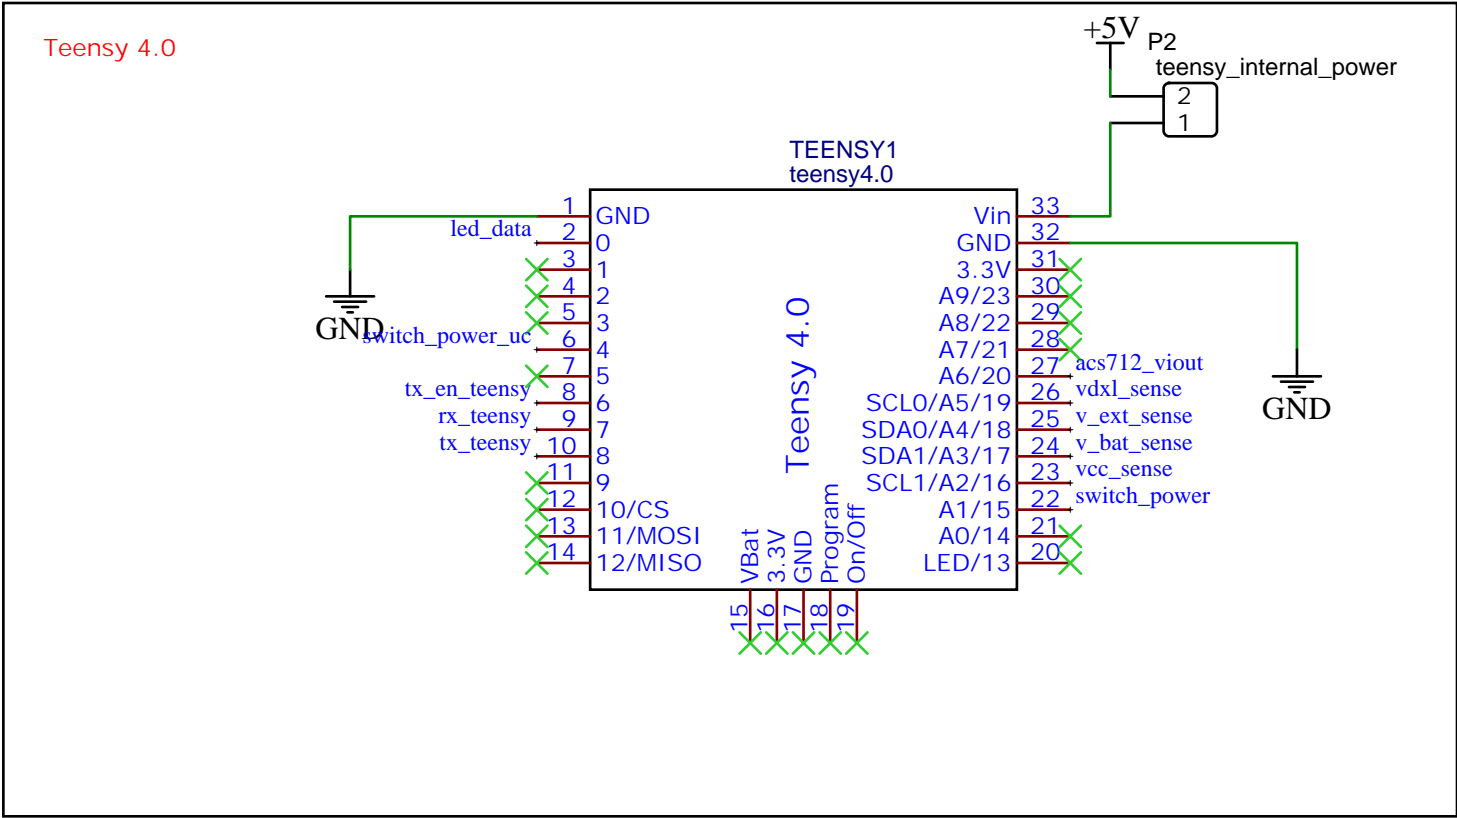 Teensy 4.0
+5V
P2
teensy_internal_power
2
1
TEENSY1
teensy4.0
1 GND
led_data 2 0
3 1
4 2
5 3
GND
switch_power_uc 6 4
7 5
tx_en_teensy 8 6
rx_teensy 9 7
tx_teensy 10 8
11 9
12 10/CS
13 11/MOSI
14 12/MISO
Teensy 4.0
Vin 33
GND 32
3.3V 31
A9/23 30
A8/22 29
A7/21 28
A6/20 27 acs712_viout
SCL0/A5/19 26 vdxl_sense
SDA0/A4/18 25 v_ext_sense
SDA1/A3/17 24 v_bat_sense
SCL1/A2/16 23 vcc_sense
A1/15 22 switch_power
A0/14 21
LED/13 20
GND
VBat 15
3.3V 16
GND 17
Program 18
On/Off 19